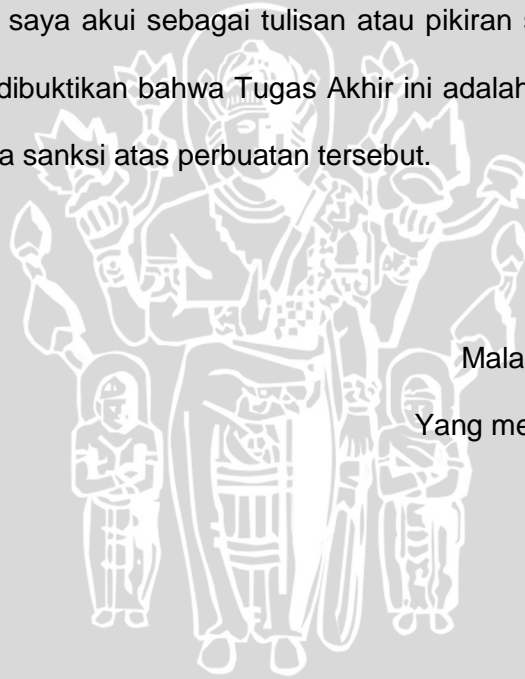 saya akui sebagai tulisan atau pikiran
dibuktikan bahwa Tugas Akhir ini adalah
sanksi atas perbuatan tersebut.
Mala
Yang me